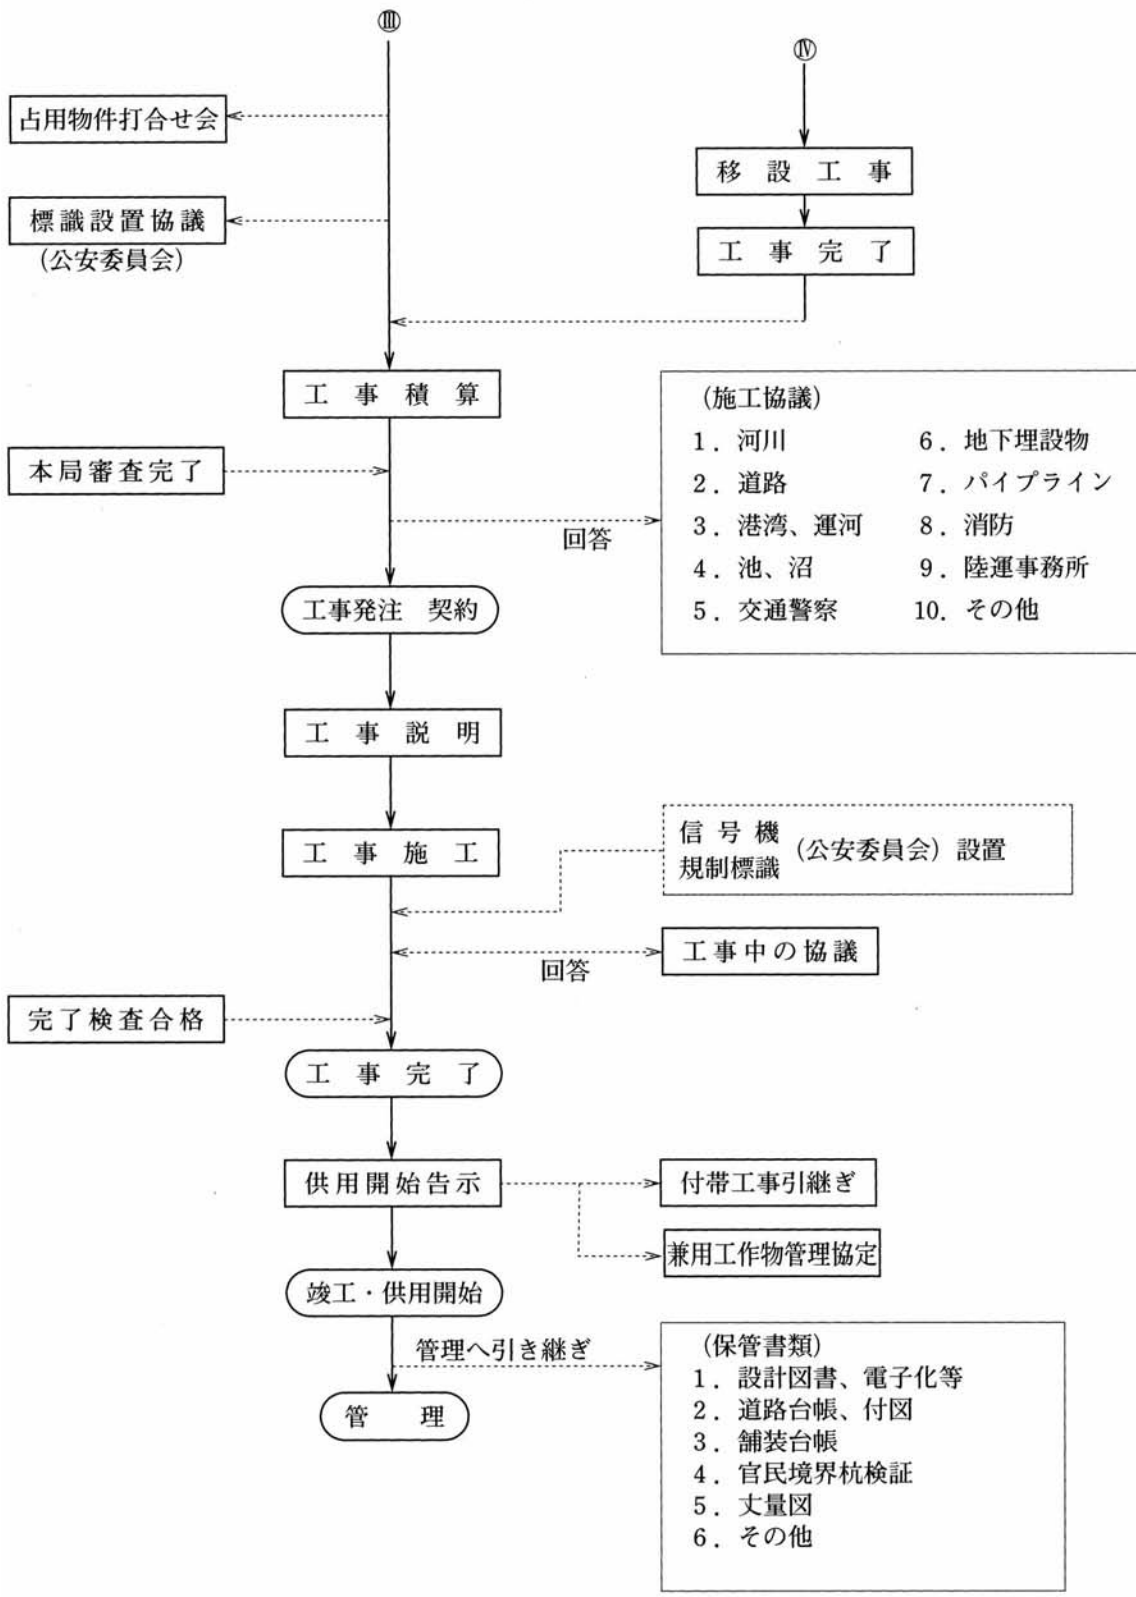 Ⅲ
Ⅳ
占用物件打合せ会
移設工事
標識設置協議
(公安委員会)
工事完了
工事積算
(施工協議)
1．河川
2．道路
3．港湾、運河
4．池、沼
5．交通警察
6．地下埋設物
7．パイプライン
8．消防
9．陸運事務所
10．その他
本局審査完了
回答
工事発注　契約
工事説明
工事施工
信号機
規制標識
(公安委員会) 設置
工事中の協議
回答
完了検査合格
工事完了
供用開始告示
付帯工事引継ぎ
兼用工作物管理協定
竣工・供用開始
管理へ引き継ぎ
(保管書類)
1．設計図書、電子化等
2．道路台帳、付図
3．舗装台帳
4．官民境界杭検証
5．丈量図
6．その他
管理